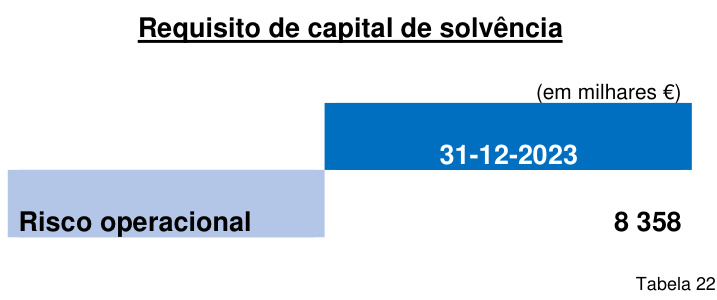 Requisito de capital de solvência
(em milhares €)
31-12-2023
Risco operacional 8 358
Tabela 22